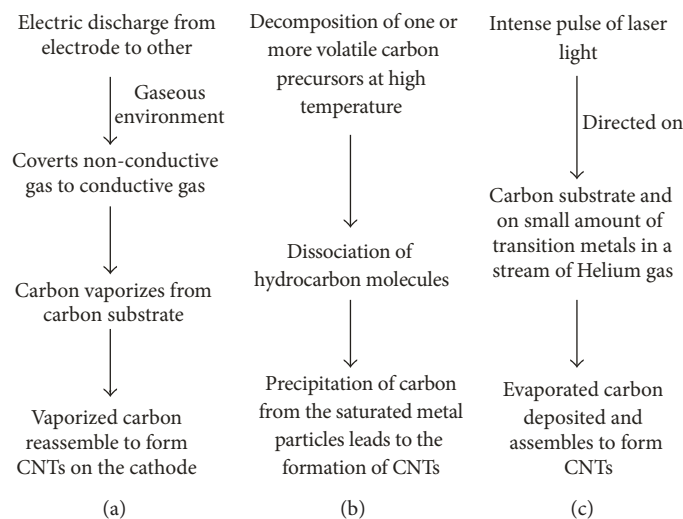 Electric discharge from
electrode to other
Gaseous
environment
Coverts non-conductive
gas to conductive gas
Carbon vaporizes from
carbon substrate
Vaporized carbon
reassemble to form
CNTs on the cathode
(a)
Decomposition of one or
more volatile carbon
precursors at high
temperature
Dissociation of
hydrocarbon molecules
Precipitation of carbon
from the saturated metal
particles leads to the
formation of CNTs
(b)
Intense pulse of laser
light
Directed on
Carbon substrate and
on small amount of
transition metals in a
stream of Helium gas
Evaporated carbon
deposited and
assembles to form
CNTs
(c)